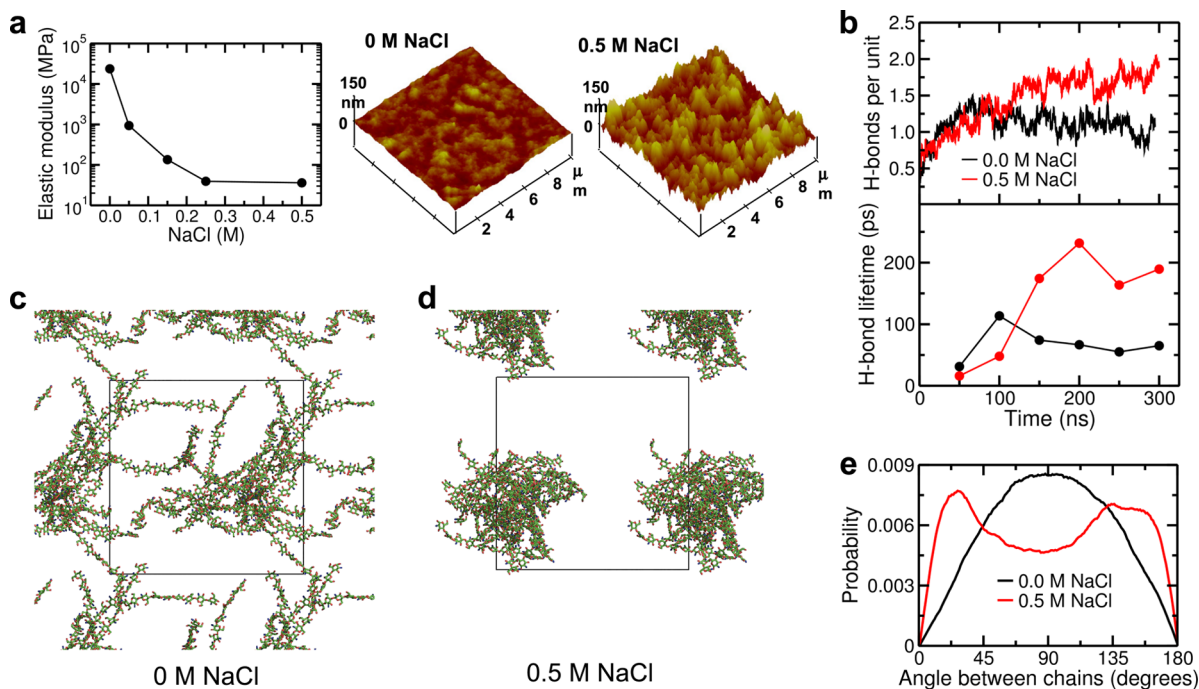 a
Elastic modulus (MPa)
10^5
10^4
10^3
10^2
10^1
0.0 0.1 0.2 0.3 0.4 0.5
NaCl (M)
0 M NaCl
150
nm
0
2 4 6 8 μ
m
0.5 M NaCl
150
nm
0
2 4 6 8 μ
m
b
H-bonds per unit
2.5
2.0
1.5
1.0
0.5
0.0 M NaCl
0.5 M NaCl
H-bond lifetime (ps)
200
100
0
0 100 200 300
Time (ns)
c
0 M NaCl
d
0.5 M NaCl
e
Probability
0.009
0.006
0.003
0
0.0 M NaCl
0.5 M NaCl
0 45 90 135 180
Angle between chains (degrees)